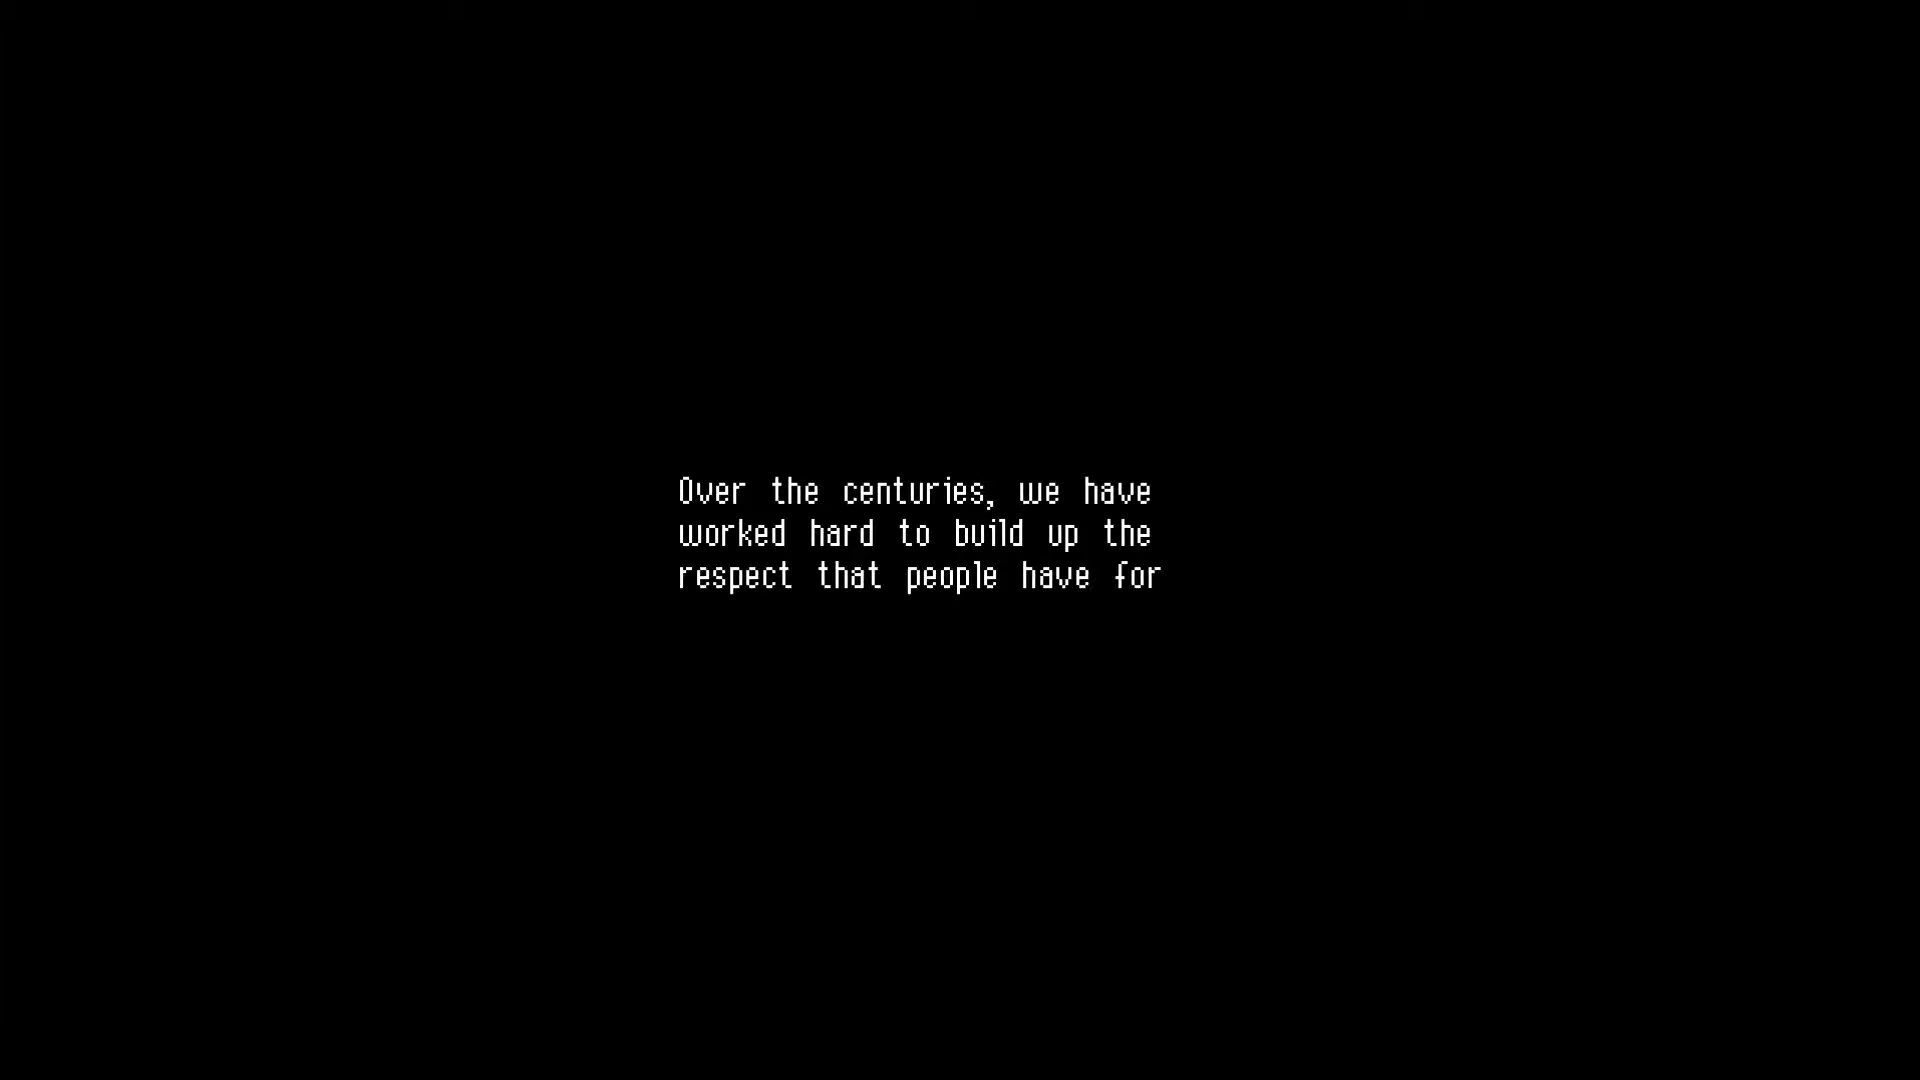 Over the centuries, we have
worked hard to build up the
respect that people have for